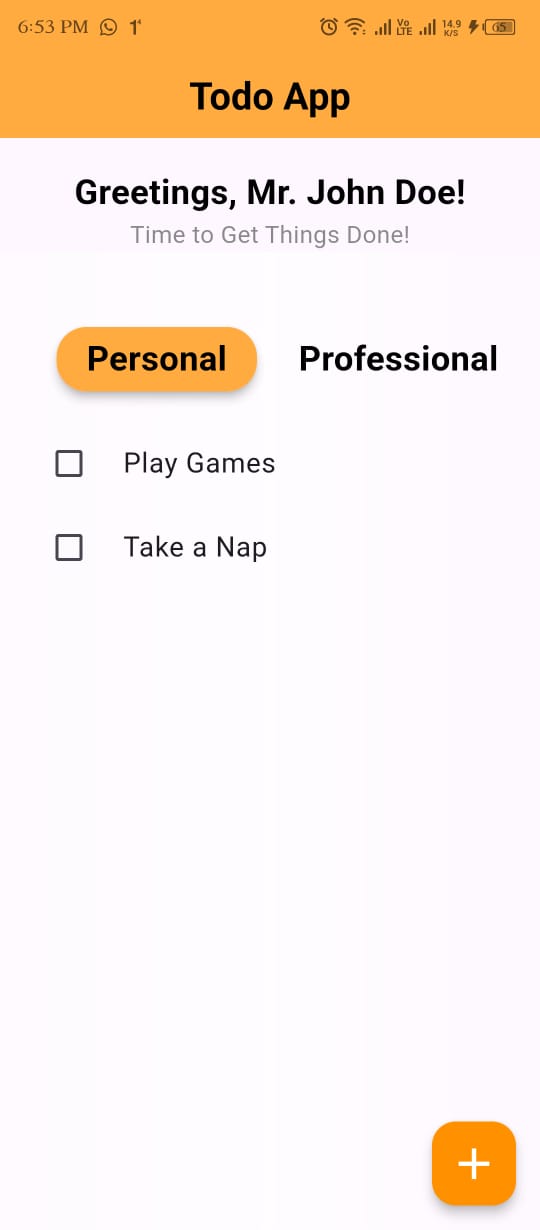 6:53 PM
Vo LTE
14.9 K/S
65
Todo App
Greetings, Mr. John Doe!
Time to Get Things Done!
Personal Professional
Play Games
Take a Nap